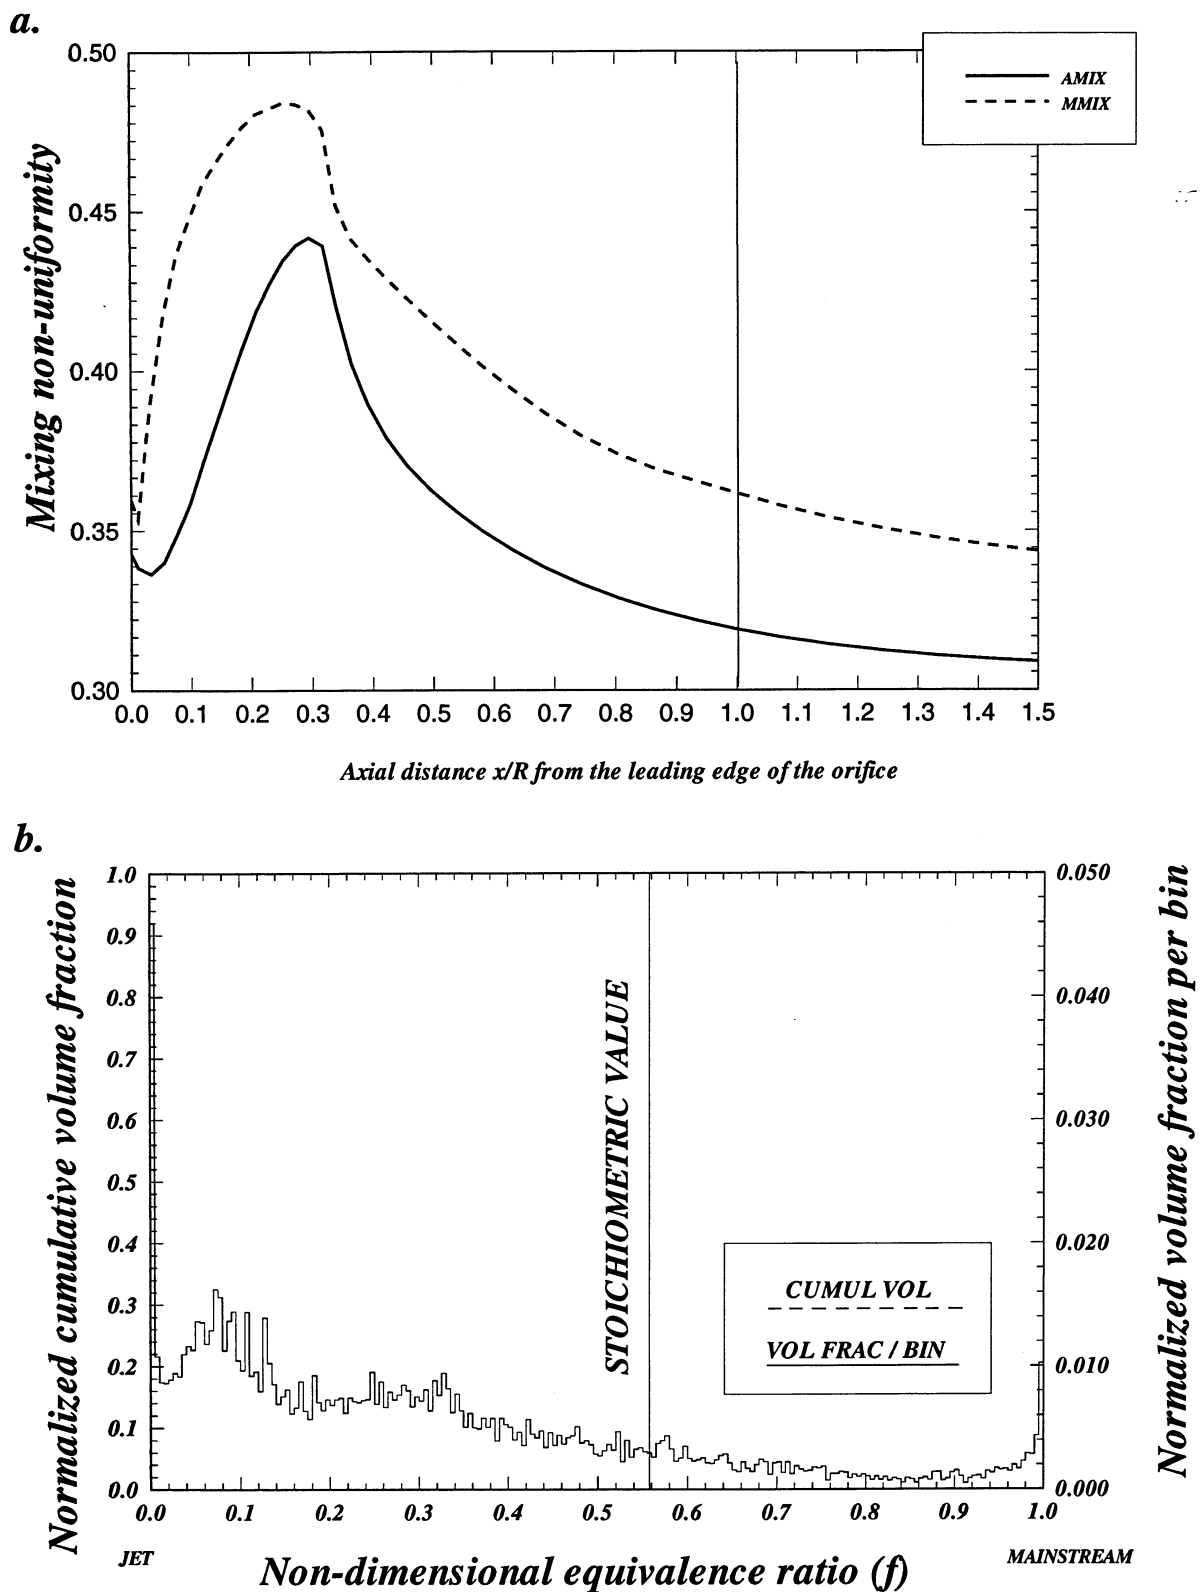 a.
Mixing non-uniformity
0.50
0.45
0.40
0.35
0.30
AMIX
MMIX
0.0 0.1 0.2 0.3 0.4 0.5 0.6 0.7 0.8 0.9 1.0 1.1 1.2 1.3 1.4 1.5
Axial distance x/R from the leading edge of the orifice
b.
Normalized cumulative volume fraction
1.0
0.9
0.8
0.7
0.6
0.5
0.4
0.3
0.2
0.1
0.0
STOICHIOMETRIC VALUE
CUMUL VOL
VOL FRAC / BIN
0.050
0.040
0.030
0.020
0.010
0.000
Normalized volume fraction per bin
0.0 0.1 0.2 0.3 0.4 0.5 0.6 0.7 0.8 0.9 1.0
JET
MAINSTREAM
Non-dimensional equivalence ratio (f)